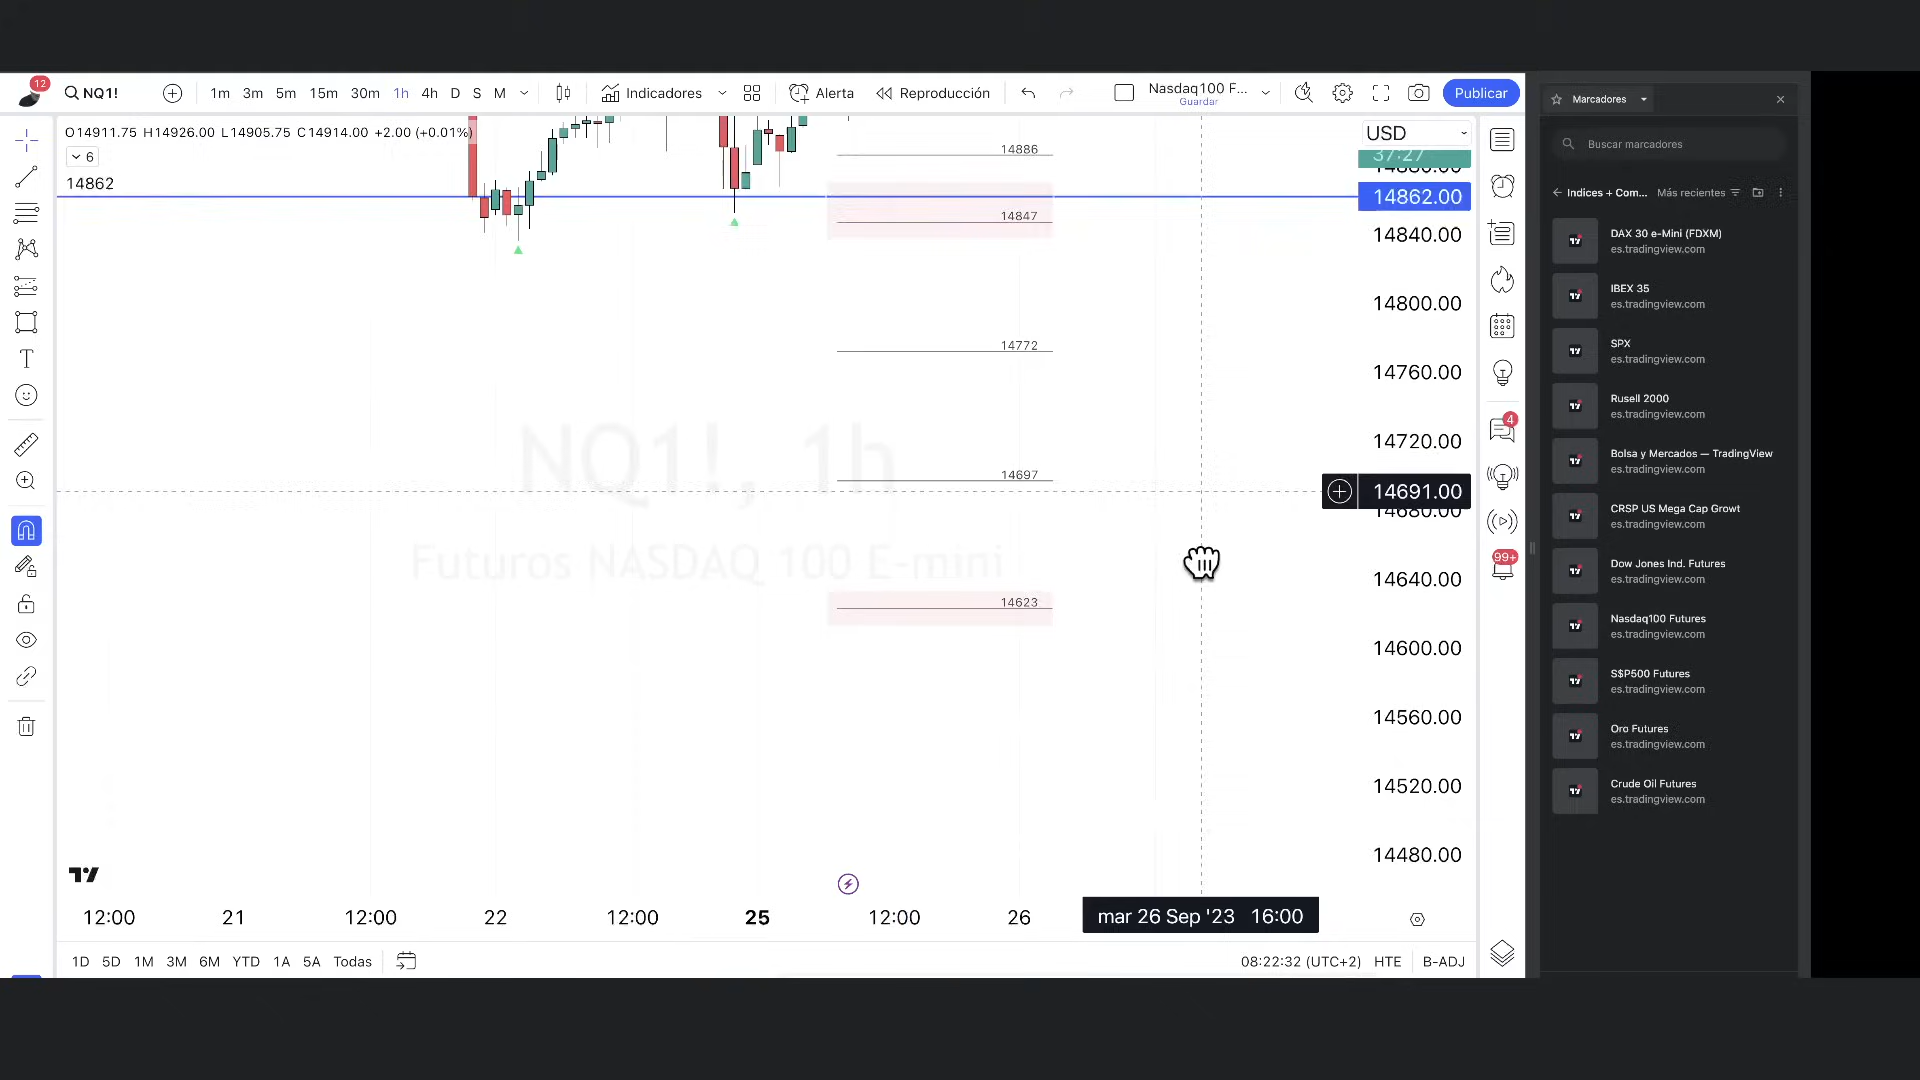 12
NQ1!
1m 3m 5m 15m 30m 1h 4h D S M
Indicadores
Alerta
Reproducción
Nasdaq100 F...
Guardar
Publicar
O14911.75 H14926.00 L14905.75 C14914.00 +2.00 (+0.01%)
6
14862
USD
37:27
14862.00
14840.00
14800.00
14760.00
14720.00
14691.00
14680.00
14640.00
14600.00
14560.00
14520.00
14480.00
14886
14847
14772
14697
14623
NQ1!, 1h
Futuros NASDAQ 100 E-mini
12:00 21 12:00 22 12:00 25 12:00 26
mar 26 Sep '23 16:00
1D 5D 1M 3M 6M YTD 1A 5A Todas
08:22:32 (UTC+2) HTE B-ADJ
4
99+
Marcadores
Buscar marcadores
Indices + Com... Más recientes
DAX 30 e-Mini (FDXM)
es.tradingview.com
IBEX 35
es.tradingview.com
SPX
es.tradingview.com
Rusell 2000
es.tradingview.com
Bolsa y Mercados — TradingView
es.tradingview.com
CRSP US Mega Cap Growt
es.tradingview.com
Dow Jones Ind. Futures
es.tradingview.com
Nasdaq100 Futures
es.tradingview.com
S$P500 Futures
es.tradingview.com
Oro Futures
es.tradingview.com
Crude Oil Futures
es.tradingview.com